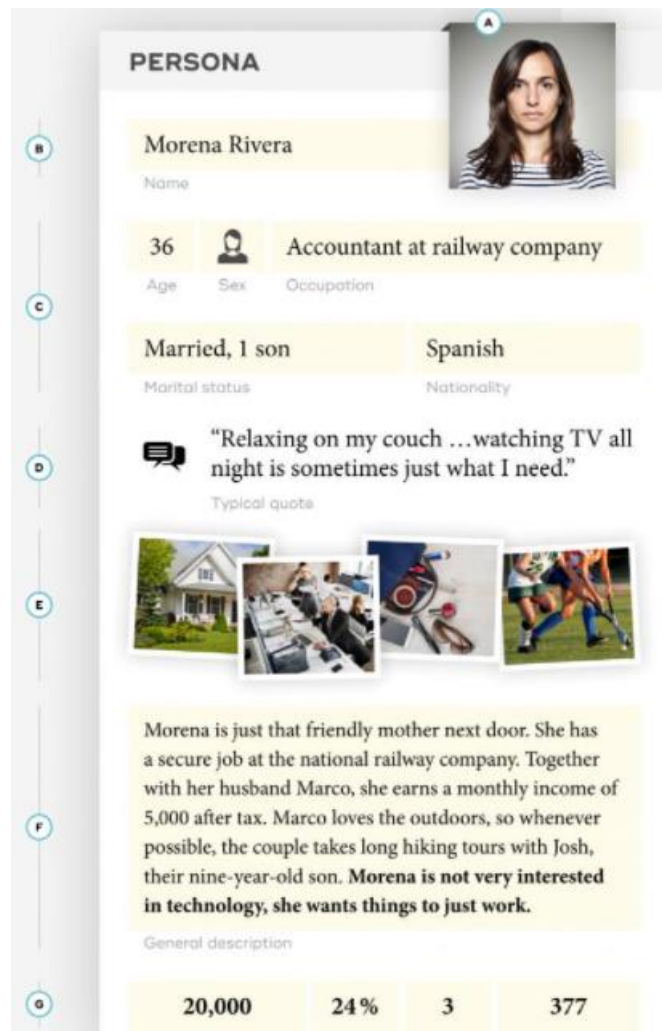 A
PERSONA
B
Morena Rivera
Name
36
Accountant at railway company
Age
Sex
Occupation
C
Married, 1 son
Spanish
Marital status
Nationality
D
“Relaxing on my couch …watching TV all
night is sometimes just what I need.”
Typical quote
E
Morena is just that friendly mother next door. She has
a secure job at the national railway company. Together
with her husband Marco, she earns a monthly income of
5,000 after tax. Marco loves the outdoors, so whenever
F
possible, the couple takes long hiking tours with Josh,
their nine-year-old son. Morena is not very interested
in technology, she wants things to just work.
General description
G
20,000
24%
3
377